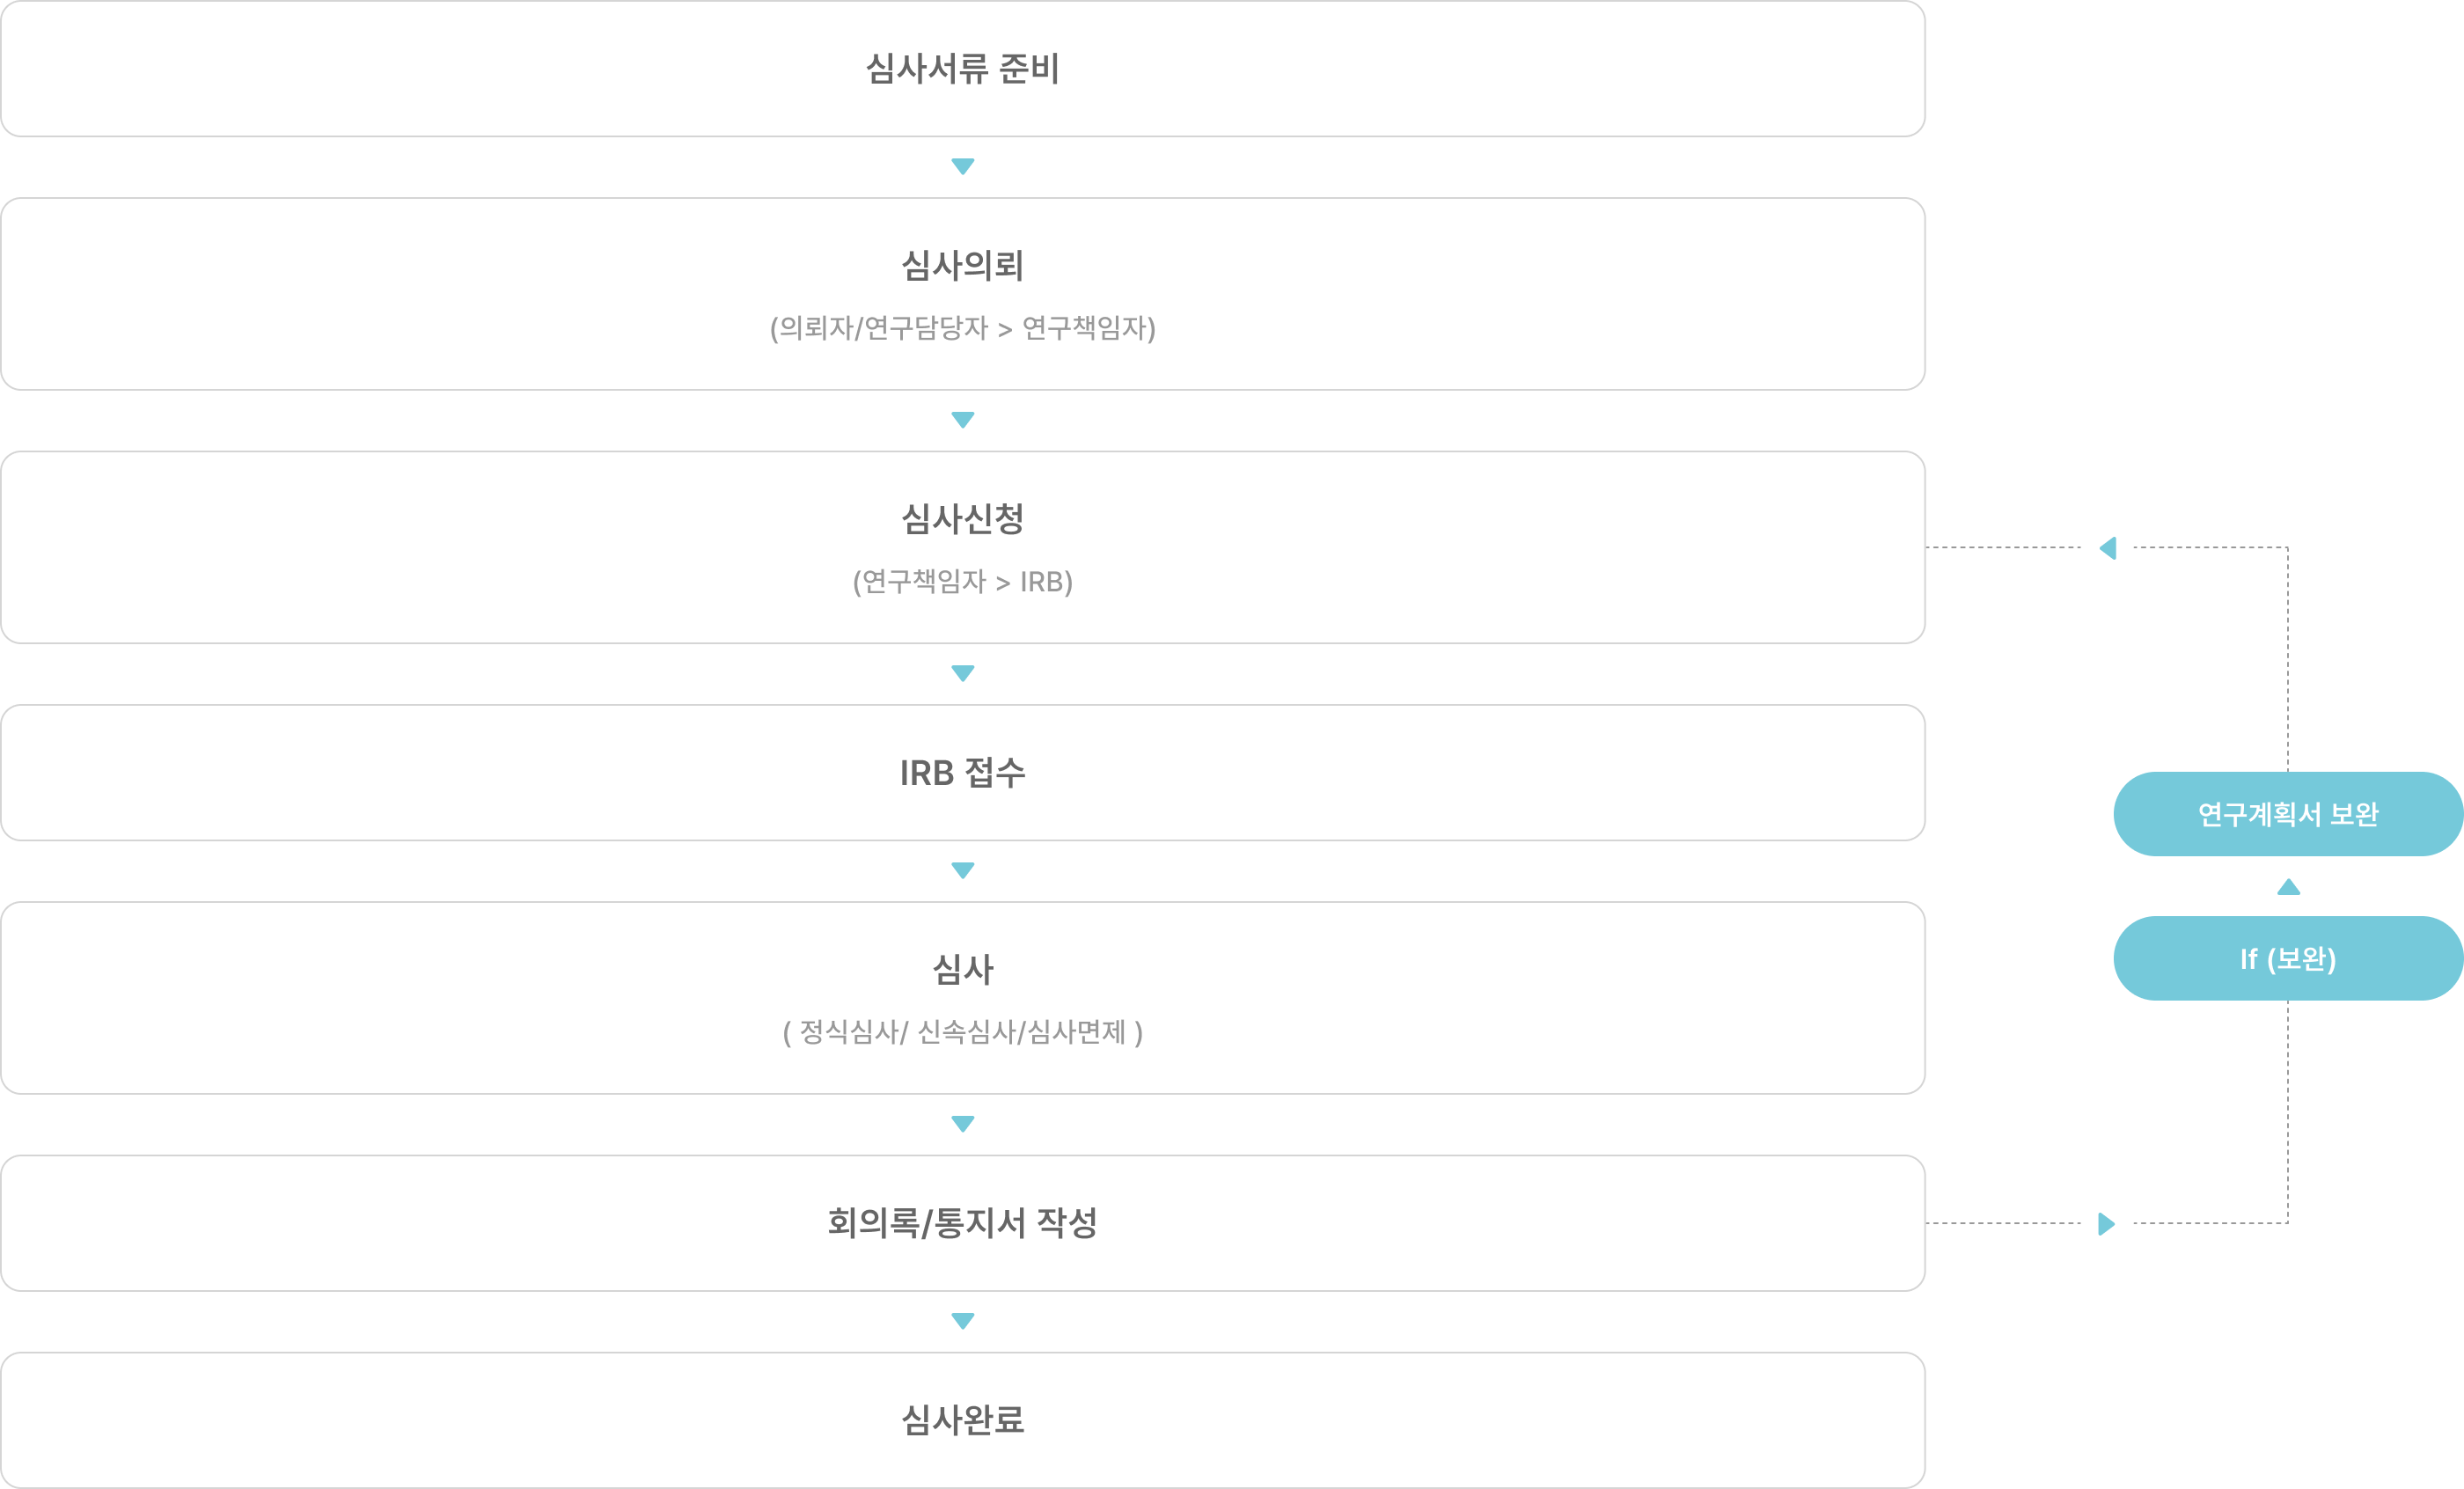 심사서류 준비
심사의뢰
(의뢰자/연구담당자 > 연구책임자)
심사신청
(연구책임자 > IRB)
IRB 접수
연구계획서 보완
If (보완)
심사
( 정식심사/ 신속심사/심사면제 )
회의록/통지서 작성
심사완료